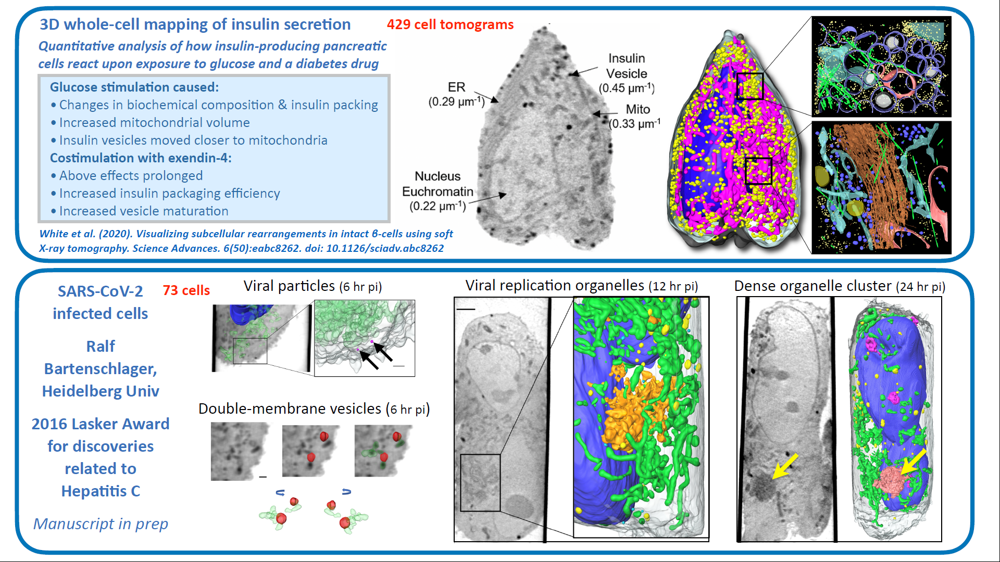 3D whole-cell mapping of insulin secretion
429 cell tomograms
Quantitative analysis of how insulin-producing pancreatic
cells react upon exposure to glucose and a diabetes drug
Glucose stimulation caused:
• Changes in biochemical composition & insulin packing
• Increased mitochondrial volume
• Insulin vesicles moved closer to mitochondria
Costimulation with exendin-4:
• Above effects prolonged
• Increased insulin packaging efficiency
• Increased vesicle maturation
White et al. (2020). Visualizing subcellular rearrangements in intact β-cells using soft
X-ray tomography. Science Advances. 6(50):eabc8262. doi: 10.1126/sciadv.abc8262
Insulin
Vesicle
(0.45 µm⁻¹)
ER
(0.29 µm⁻¹)
Mito
(0.33 µm⁻¹
Nucleus
Euchromatin
(0.22 µm⁻¹)
SARS-CoV-2
infected cells
73 cells
Ralf
Bartenschlager,
Heidelberg Univ
2016 Lasker Award
for discoveries
related to
Hepatitis C
Manuscript in prep
Viral particles (6 hr pi)
Double-membrane vesicles (6 hr pi)
Viral replication organelles (12 hr pi)
Dense organelle cluster (24 hr pi)